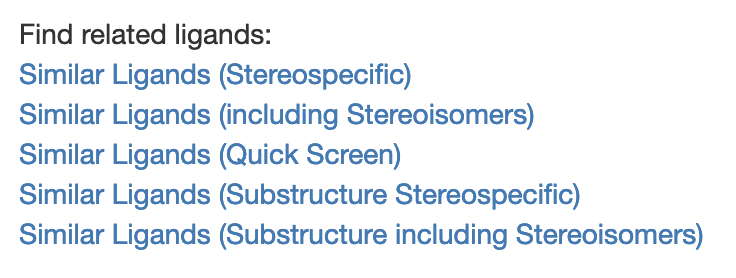 Find related ligands:
Similar Ligands (Stereospecific)
Similar Ligands (including Stereoisomers)
Similar Ligands (Quick Screen)
Similar Ligands (Substructure Stereospecific)
Similar Ligands (Substructure including Stereoisomers)